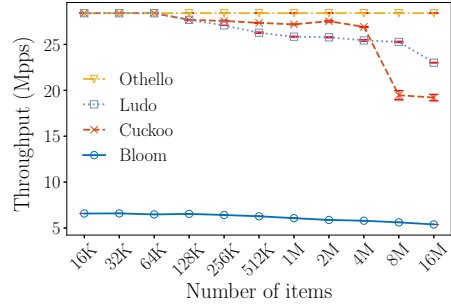 Throughput (Mpps)
25
20
15
10
5
Othello
Ludo
Cuckoo
Bloom
16K 32K 64K 128K 256K 512K 1M 2M 4M 8M 16M
Number of items